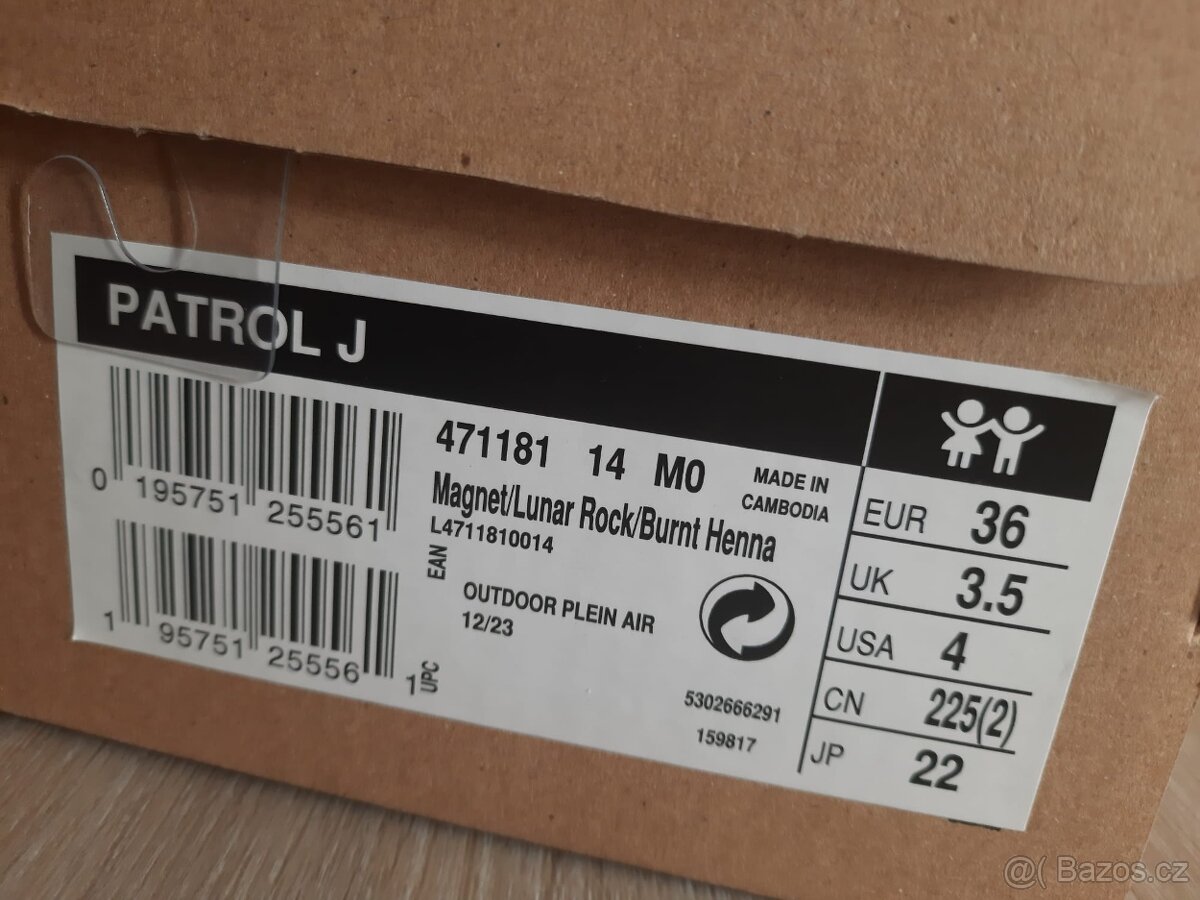 PATROL J
0 195751 255561
471181 14 M0
MADE IN
CAMBODIA
Magnet/Lunar Rock/Burnt Henna
L4711810014
EAN
OUTDOOR PLEIN AIR
12/23
1 95751 25556 1
UPC
5302666291
159817
EUR 36
UK 3.5
USA 4
CN 225(2)
JP 22
@( Bazos.cz